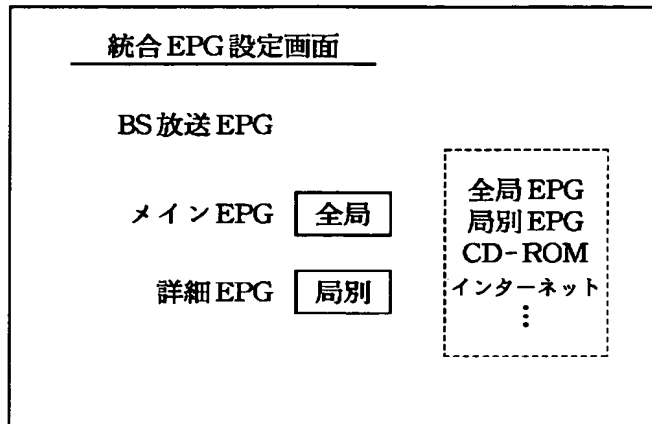 統合EPG設定画面
BS放送EPG
メインEPG 全局
詳細EPG 局別
全局EPG
局別EPG
CD-ROM
インターネット
⋮